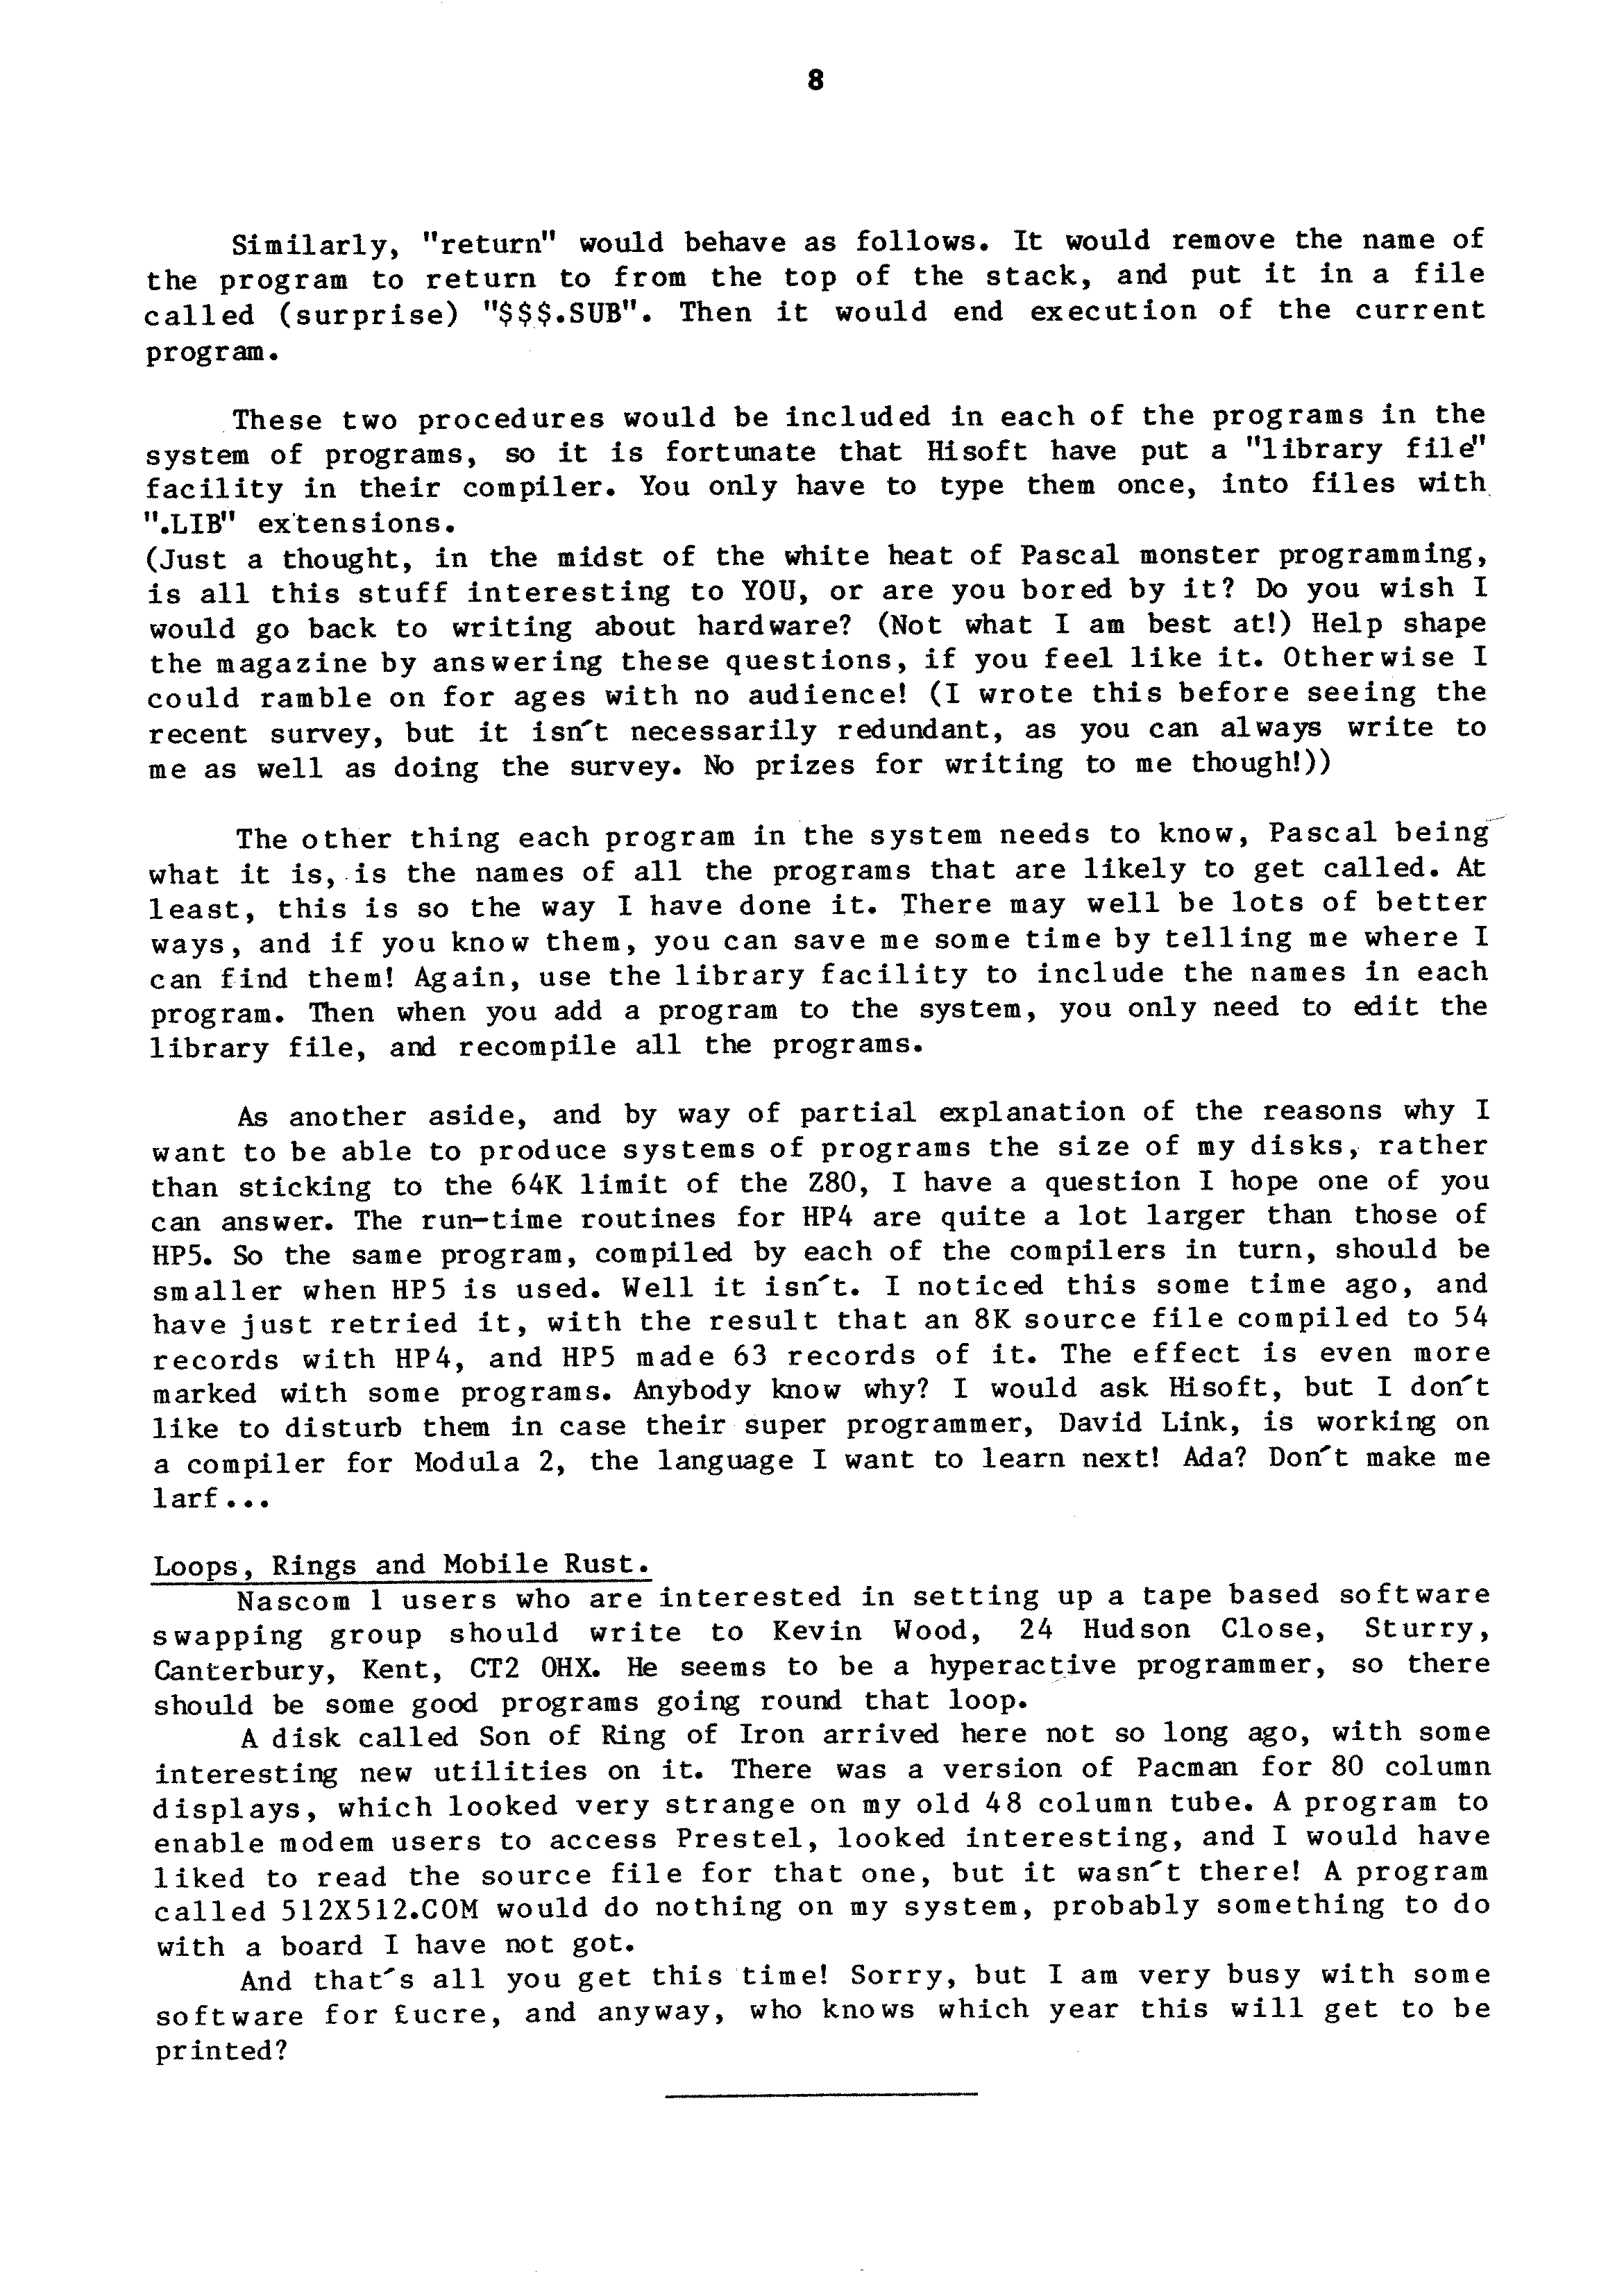 8
Similarly, "return" would behave as follows. It would remove the name of
the program to return to from the top of the stack, and put it in a file
called (surprise) "$$$.SUB". Then it would end execution of the current
program.
These two procedures would be included in each of the programs in the
system of programs, so it is fortunate that Hisoft have put a "library file"
facility in their compiler. You only have to type them once, into files with
".LIB" extensions.
(Just a thought, in the midst of the white heat of Pascal monster programming,
is all this stuff interesting to YOU, or are you bored by it? Do you wish I
would go back to writing about hardware? (Not what I am best at!) Help shape
the magazine by answering these questions, if you feel like it. Otherwise I
could ramble on for ages with no audience! (I wrote this before seeing the
recent survey, but it isn't necessarily redundant, as you can always write to
me as well as doing the survey. No prizes for writing to me though!))
The other thing each program in the system needs to know, Pascal being
what it is, is the names of all the programs that are likely to get called. At
least, this is so the way I have done it. There may well be lots of better
ways, and if you know them, you can save me some time by telling me where I
can find them! Again, use the library facility to include the names in each
program. Then when you add a program to the system, you only need to edit the
library file, and recompile all the programs.
As another aside, and by way of partial explanation of the reasons why I
want to be able to produce systems of programs the size of my disks, rather
than sticking to the 64K limit of the Z80, I have a question I hope one of you
can answer. The run-time routines for HP4 are quite a lot larger than those of
HP5. So the same program, compiled by each of the compilers in turn, should be
smaller when HP5 is used. Well it isn't. I noticed this some time ago, and
have just retried it, with the result that an 8K source file compiled to 54
records with HP4, and HP5 made 63 records of it. The effect is even more
marked with some programs. Anybody know why? I would ask Hisoft, but I don't
like to disturb them in case their super programmer, David Link, is working on
a compiler for Modula 2, the language I want to learn next! Ada? Don't make me
larf...
Loops, Rings and Mobile Rust.
Nascom 1 users who are interested in setting up a tape based software
swapping group should write to Kevin Wood, 24 Hudson Close, Sturry,
Canterbury, Kent, CT2 0HX. He seems to be a hyperactive programmer, so there
should be some good programs going round that loop.
A disk called Son of Ring of Iron arrived here not so long ago, with some
interesting new utilities on it. There was a version of Pacman for 80 column
displays, which looked very strange on my old 48 column tube. A program to
enable modem users to access Prestel, looked interesting, and I would have
liked to read the source file for that one, but it wasn't there! A program
called 512X512.COM would do nothing on my system, probably something to do
with a board I have not got.
And that's all you get this time! Sorry, but I am very busy with some
software for £ucre, and anyway, who knows which year this will get to be
printed?